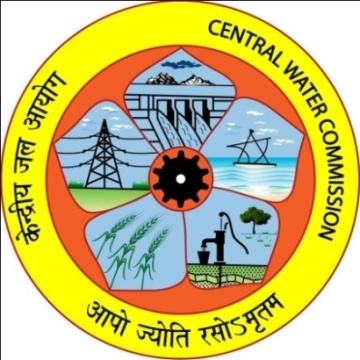 केन्द्रीय जल आयोग
CENTRAL WATER COMMISSION
आपो ज्योति रसोऽमृतम